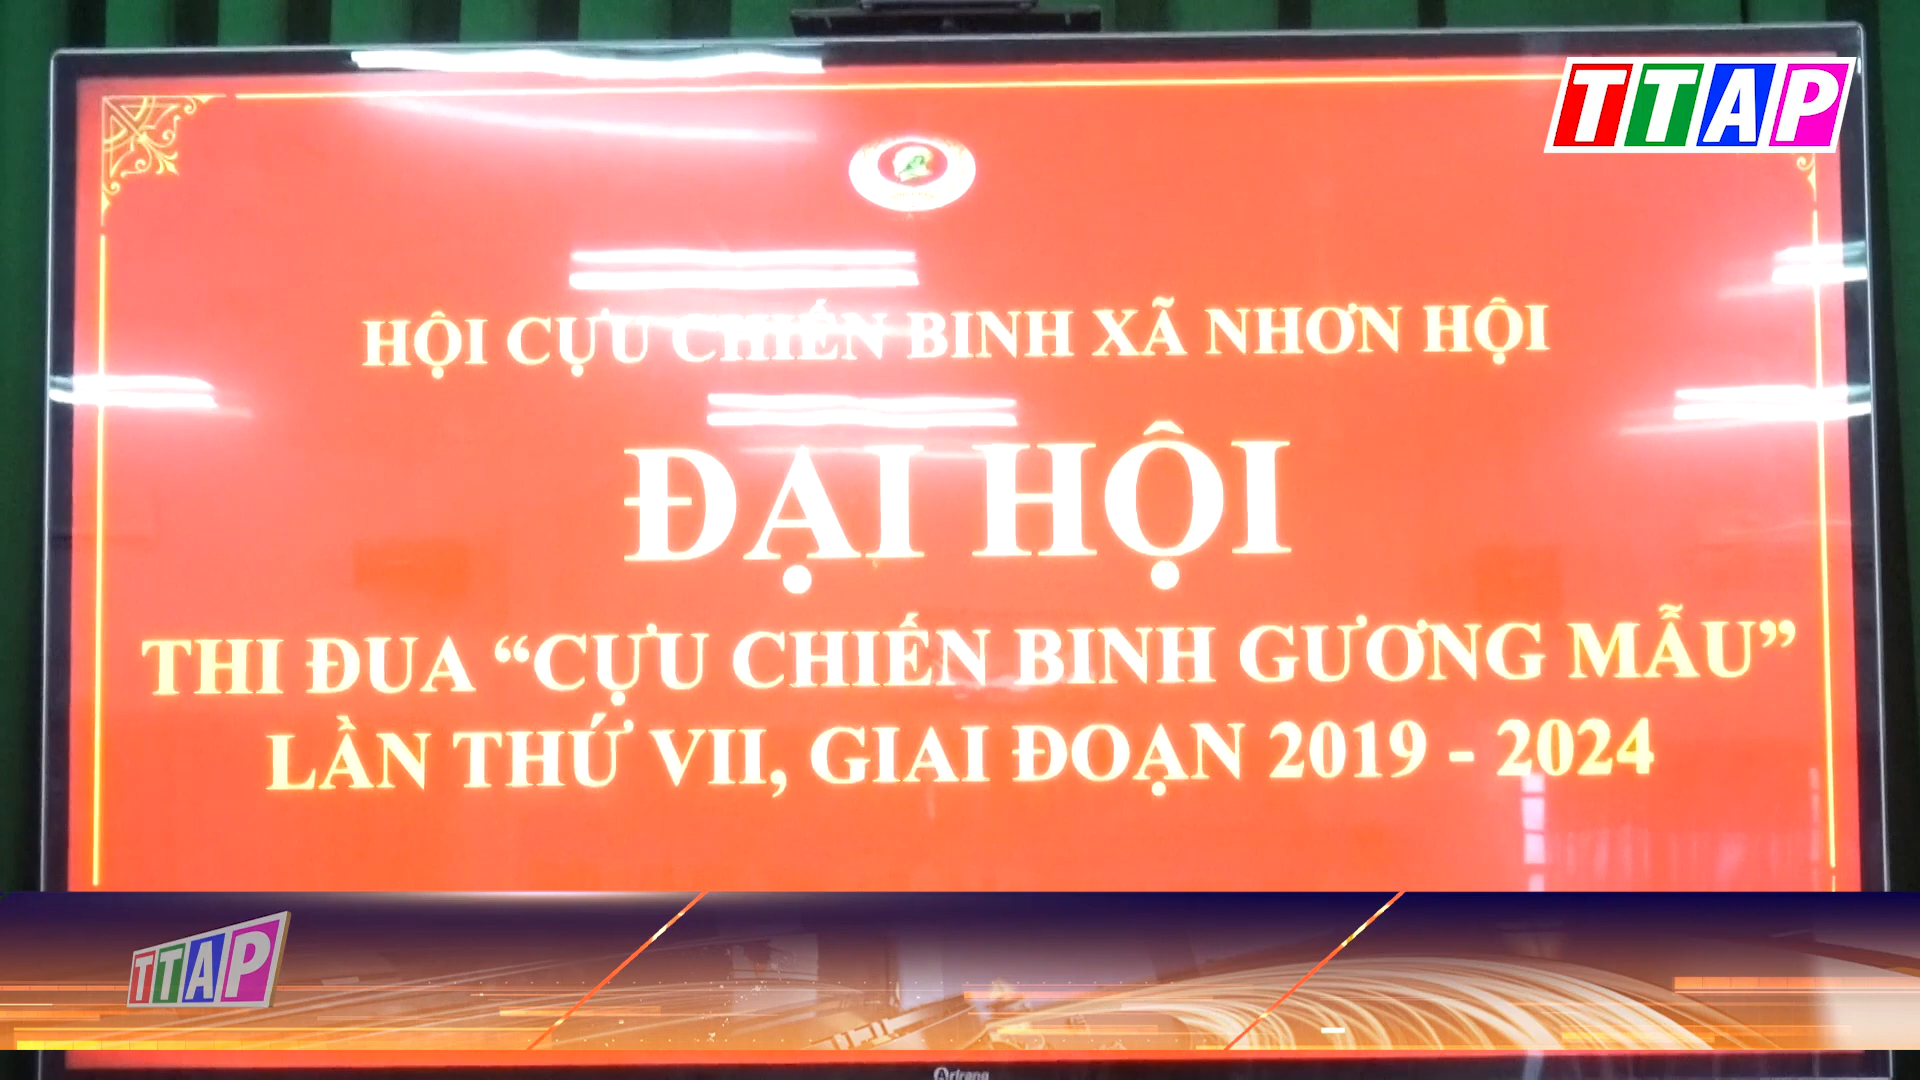 TTAP
HỘI CỰU CHIẾN BINH XÃ NHƠN HỘI
ĐẠI HỘI
THI ĐUA “CỰU CHIẾN BINH GƯƠNG MẪU”
LẦN THỨ VII, GIAI ĐOẠN 2019 - 2024
TTAP
Arirang